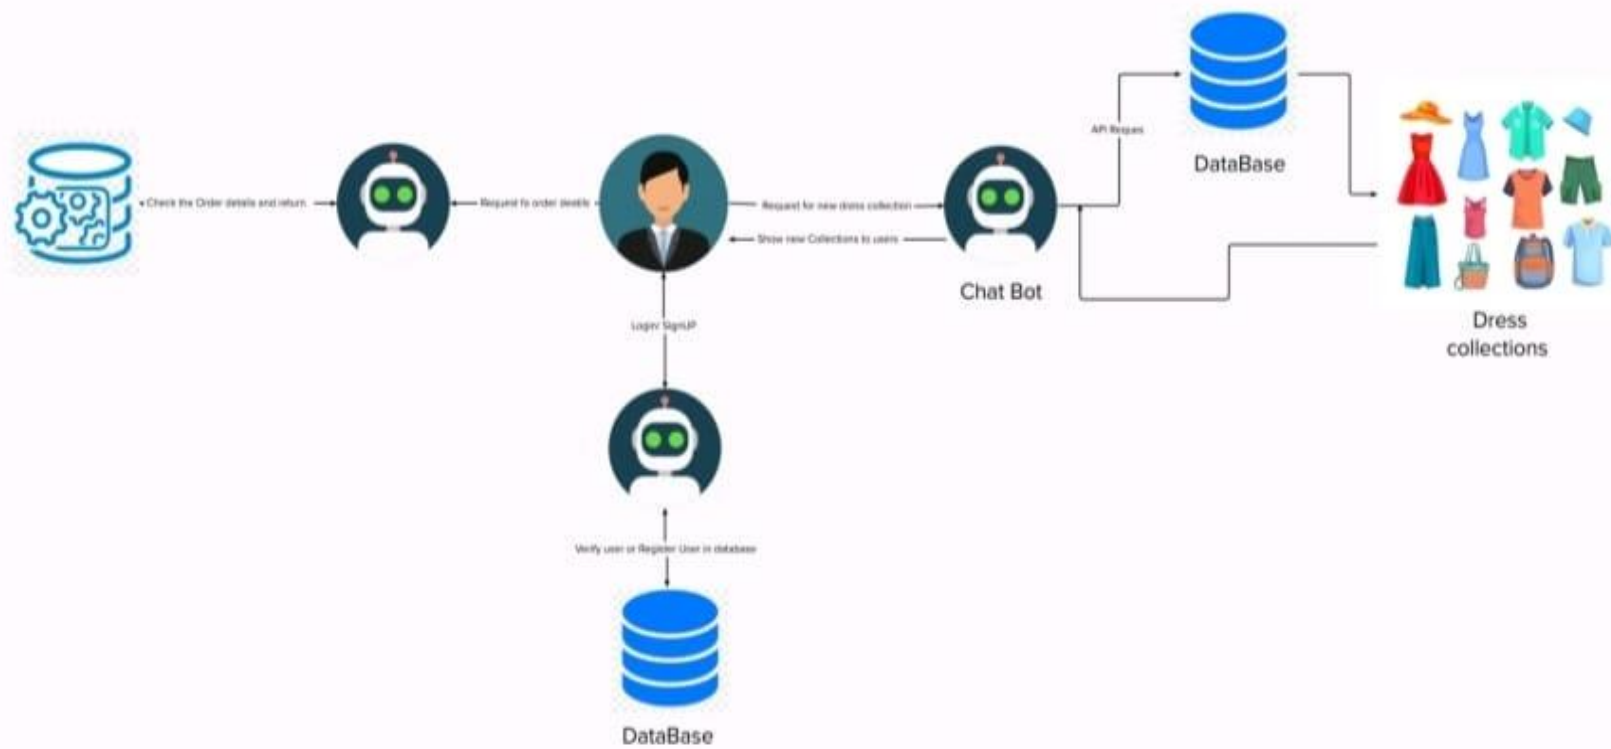 DataBase
API Reques
Check the Order details and return
Request fo order deatils
Request for new dress collection
Show new Collections to users
Chat Bot
Dress
collections
Login/ SignUP
Verify user or Register User in database
DataBase